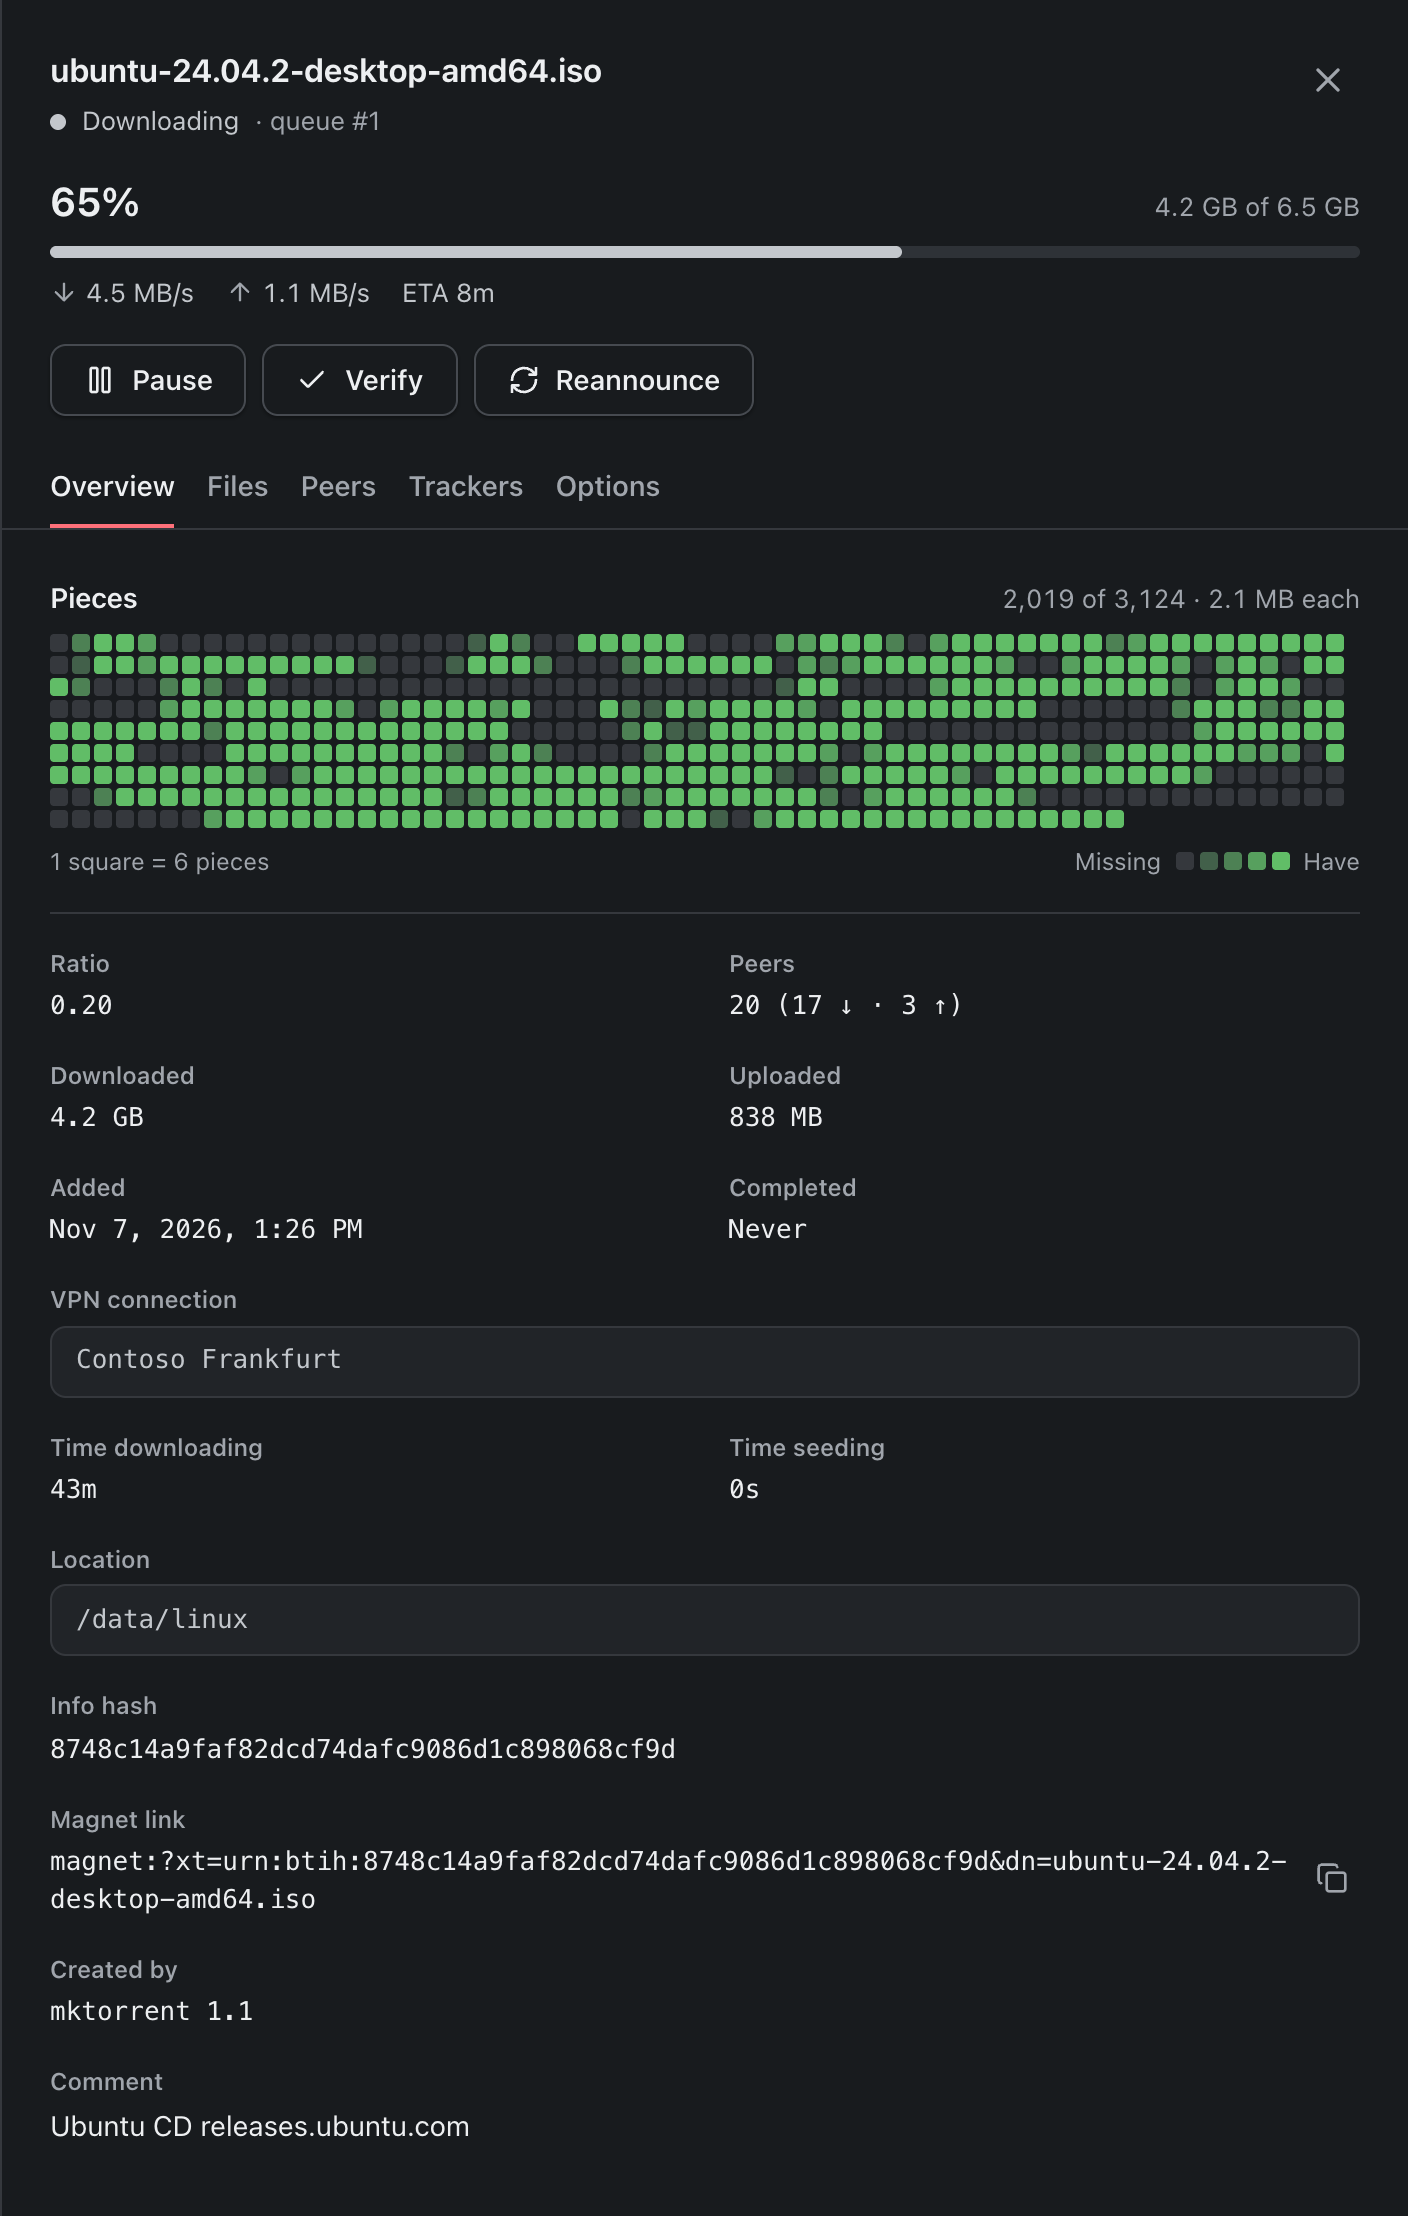 ubuntu-24.04.2-desktop-amd64.iso
Downloading · queue #1
65%
4.2 GB of 6.5 GB
↓ 4.5 MB/s ↑ 1.1 MB/s ETA 8m
Pause Verify Reannounce
Overview Files Peers Trackers Options
Pieces
2,019 of 3,124 · 2.1 MB each
1 square = 6 pieces
Missing Have
Ratio
0.20
Peers
20 (17 ↓ · 3 ↑)
Downloaded
4.2 GB
Uploaded
838 MB
Added
Nov 7, 2026, 1:26 PM
Completed
Never
VPN connection
Contoso Frankfurt
Time downloading
43m
Time seeding
0s
Location
/data/linux
Info hash
8748c14a9faf82dcd74dafc9086d1c898068cf9d
Magnet link
magnet:?xt=urn:btih:8748c14a9faf82dcd74dafc9086d1c898068cf9d&dn=ubuntu-24.04.2-
desktop-amd64.iso
Created by
mktorrent 1.1
Comment
Ubuntu CD releases.ubuntu.com